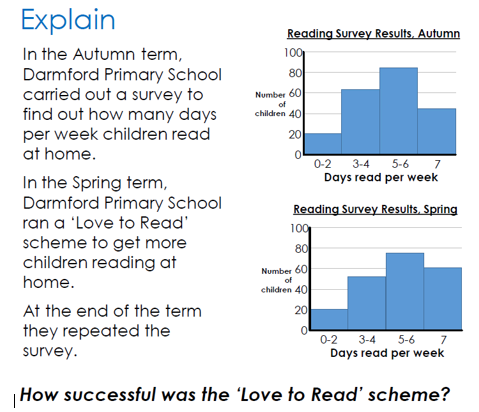 Explain
In the Autumn term,
Darmford Primary School
carried out a survey to
find out how many days
per week children read
at home.
In the Spring term,
Darmford Primary School
ran a ‘Love to Read’
scheme to get more
children reading at
home.
At the end of the term
they repeated the
survey.
Reading Survey Results, Autumn
100
80
60
40
20
0
Number
of
children
0-2 3-4 5-6 7
Days read per week
Reading Survey Results, Spring
100
80
60
40
20
0
Number
of
children
0-2 3-4 5-6 7
Days read per week
How successful was the ‘Love to Read’ scheme?